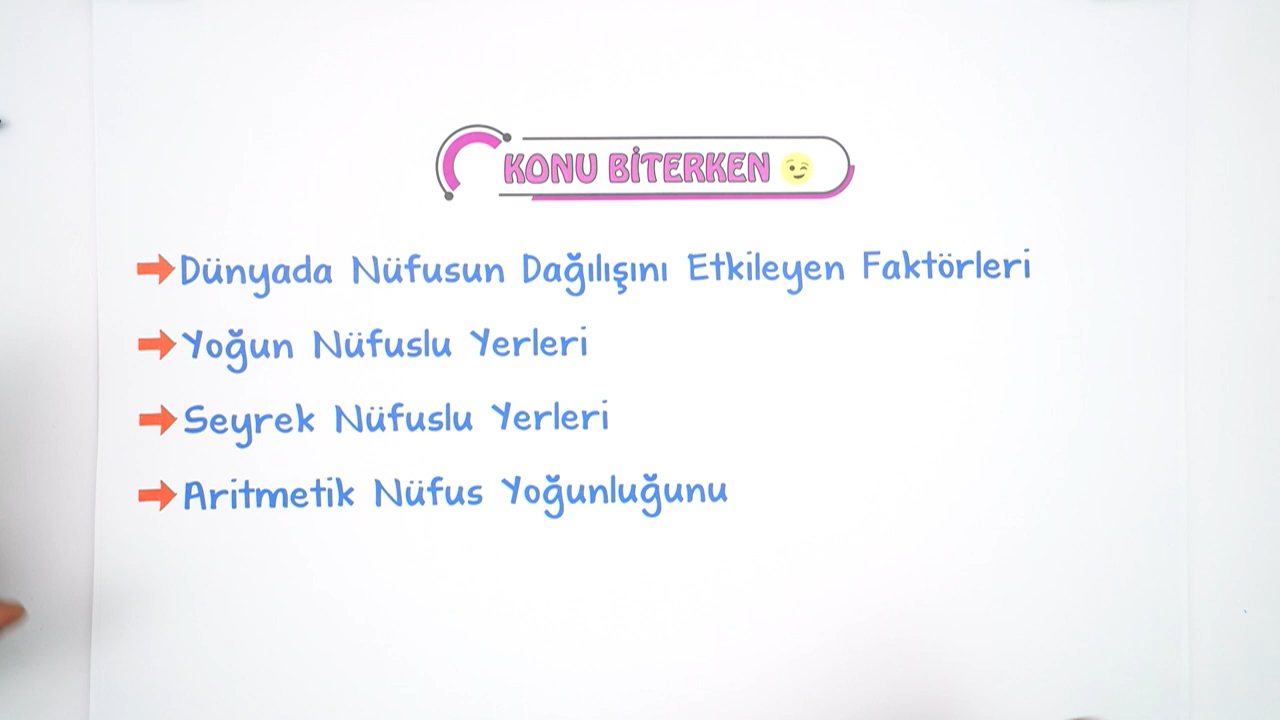 KONU BİTERKEN
Dünyada Nüfusun Dağılışını Etkileyen Faktörleri
Yoğun Nüfuslu Yerleri
Seyrek Nüfuslu Yerleri
Aritmetik Nüfus Yoğunluğunu